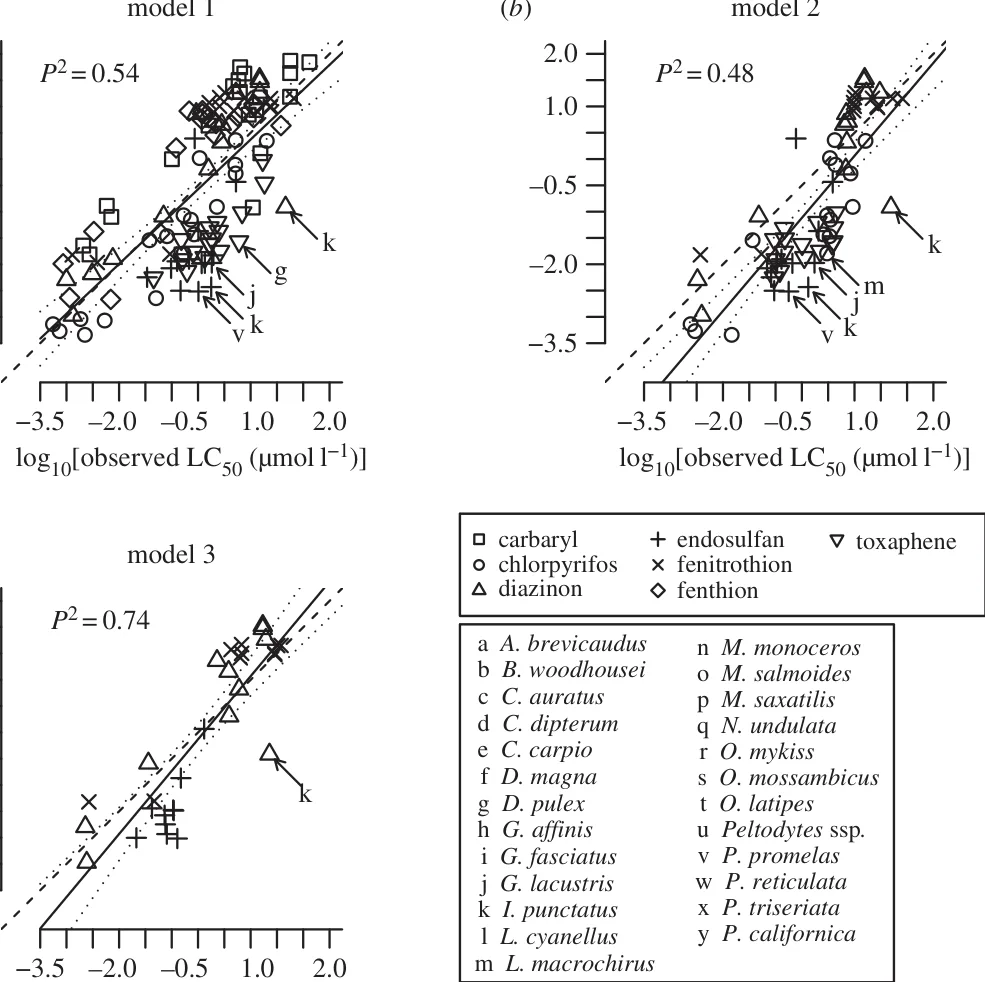 model 1
P² = 0.54
k
g
j
k
v
−3.5 −2.0 −0.5 1.0 2.0
log₁₀[observed LC₅₀ (μmol l⁻¹)]
(b) model 2
P² = 0.48
2.0
1.0
−0.5
−2.0
−3.5
k
m
j
k
v
−3.5 −2.0 −0.5 1.0 2.0
log₁₀[observed LC₅₀ (μmol l⁻¹)]
model 3
P² = 0.74
k
−3.5 −2.0 −0.5 1.0 2.0
carbaryl
chlorpyrifos
diazinon
endosulfan
fenitrothion
fenthion
toxaphene
a A. brevicaudus
b B. woodhousei
c C. auratus
d C. dipterum
e C. carpio
f D. magna
g D. pulex
h G. affinis
i G. fasciatus
j G. lacustris
k I. punctatus
l L. cyanellus
m L. macrochirus
n M. monoceros
o M. salmoides
p M. saxatilis
q N. undulata
r O. mykiss
s O. mossambicus
t O. latipes
u Peltodytes ssp.
v P. promelas
w P. reticulata
x P. triseriata
y P. californica